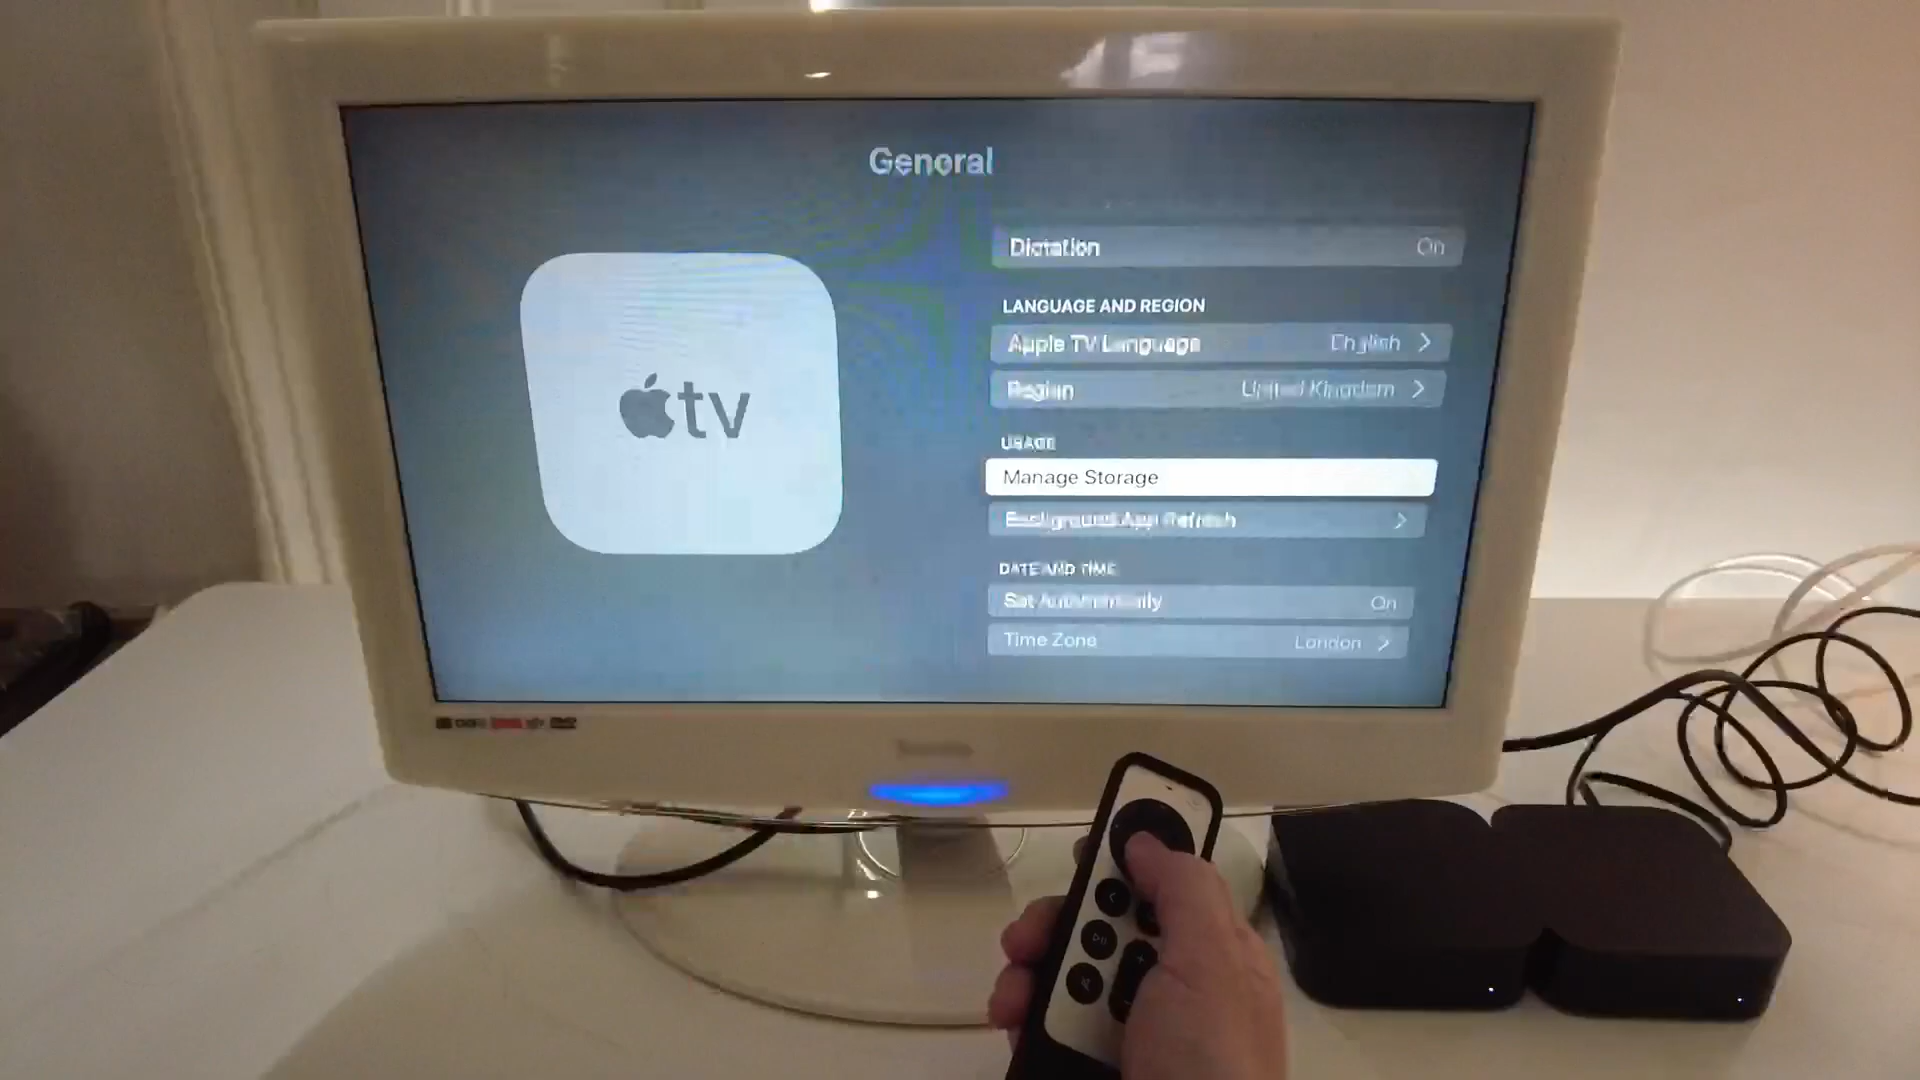 General
Dictation On
LANGUAGE AND REGION
Apple TV Language English
Region United Kingdom
tv
USAGE
Manage Storage
Background App Refresh
DATE AND TIME
Set Automatically On
Time Zone London